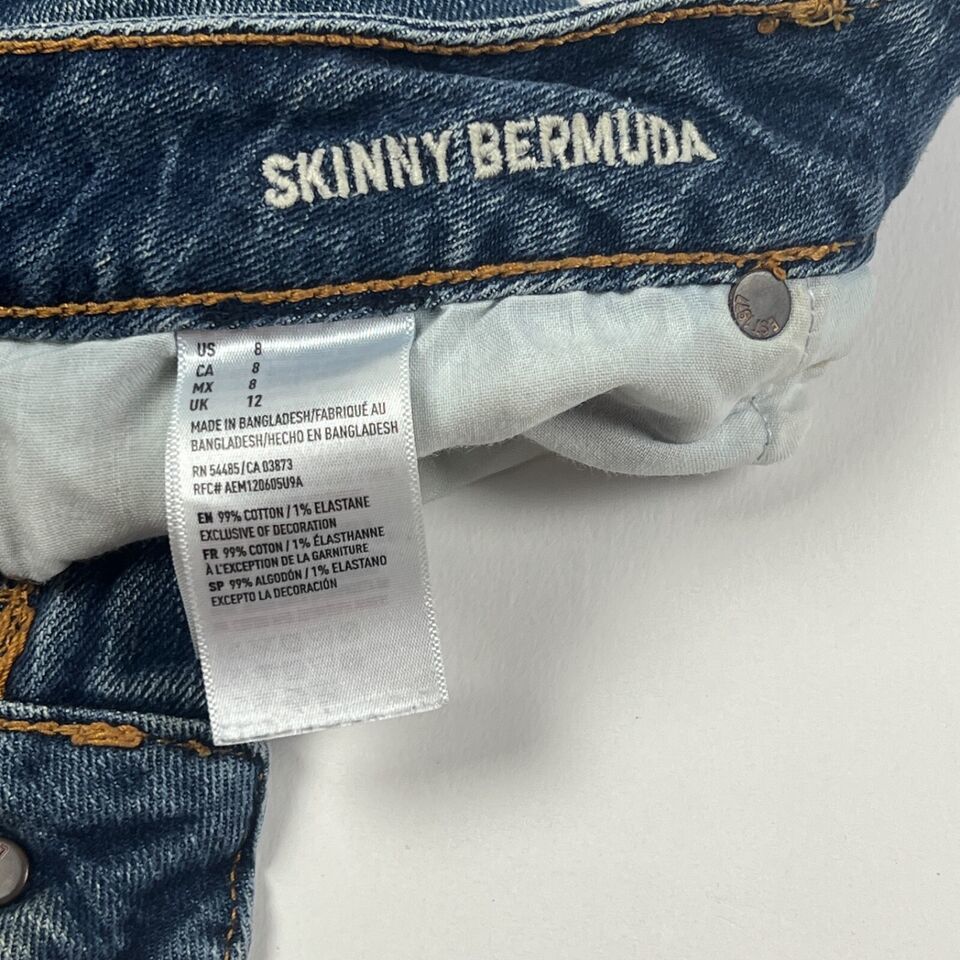 SKINNY BERMUDA
US 8
CA 8
MX 8
UK 12
MADE IN BANGLADESH/FABRIQUÉ AU
BANGLADESH/HECHO EN BANGLADESH
RN 54485/CA 03873
RFC# AEM120605U9A
EN 99% COTTON / 1% ELASTANE
EXCLUSIVE OF DECORATION
FR 99% COTON / 1% ÉLASTHANNE
À L'EXCEPTION DE LA GARNITURE
SP 99% ALGODÓN / 1% ELASTANO
EXCEPTO LA DECORACIÓN